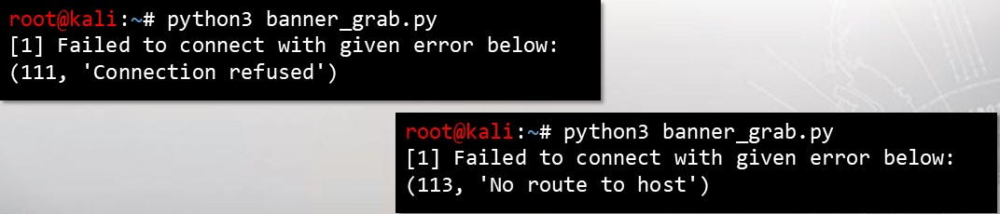 root@kali:~# python3 banner_grab.py
[1] Failed to connect with given error below:
(111, 'Connection refused')
root@kali:~# python3 banner_grab.py
[1] Failed to connect with given error below:
(113, 'No route to host')